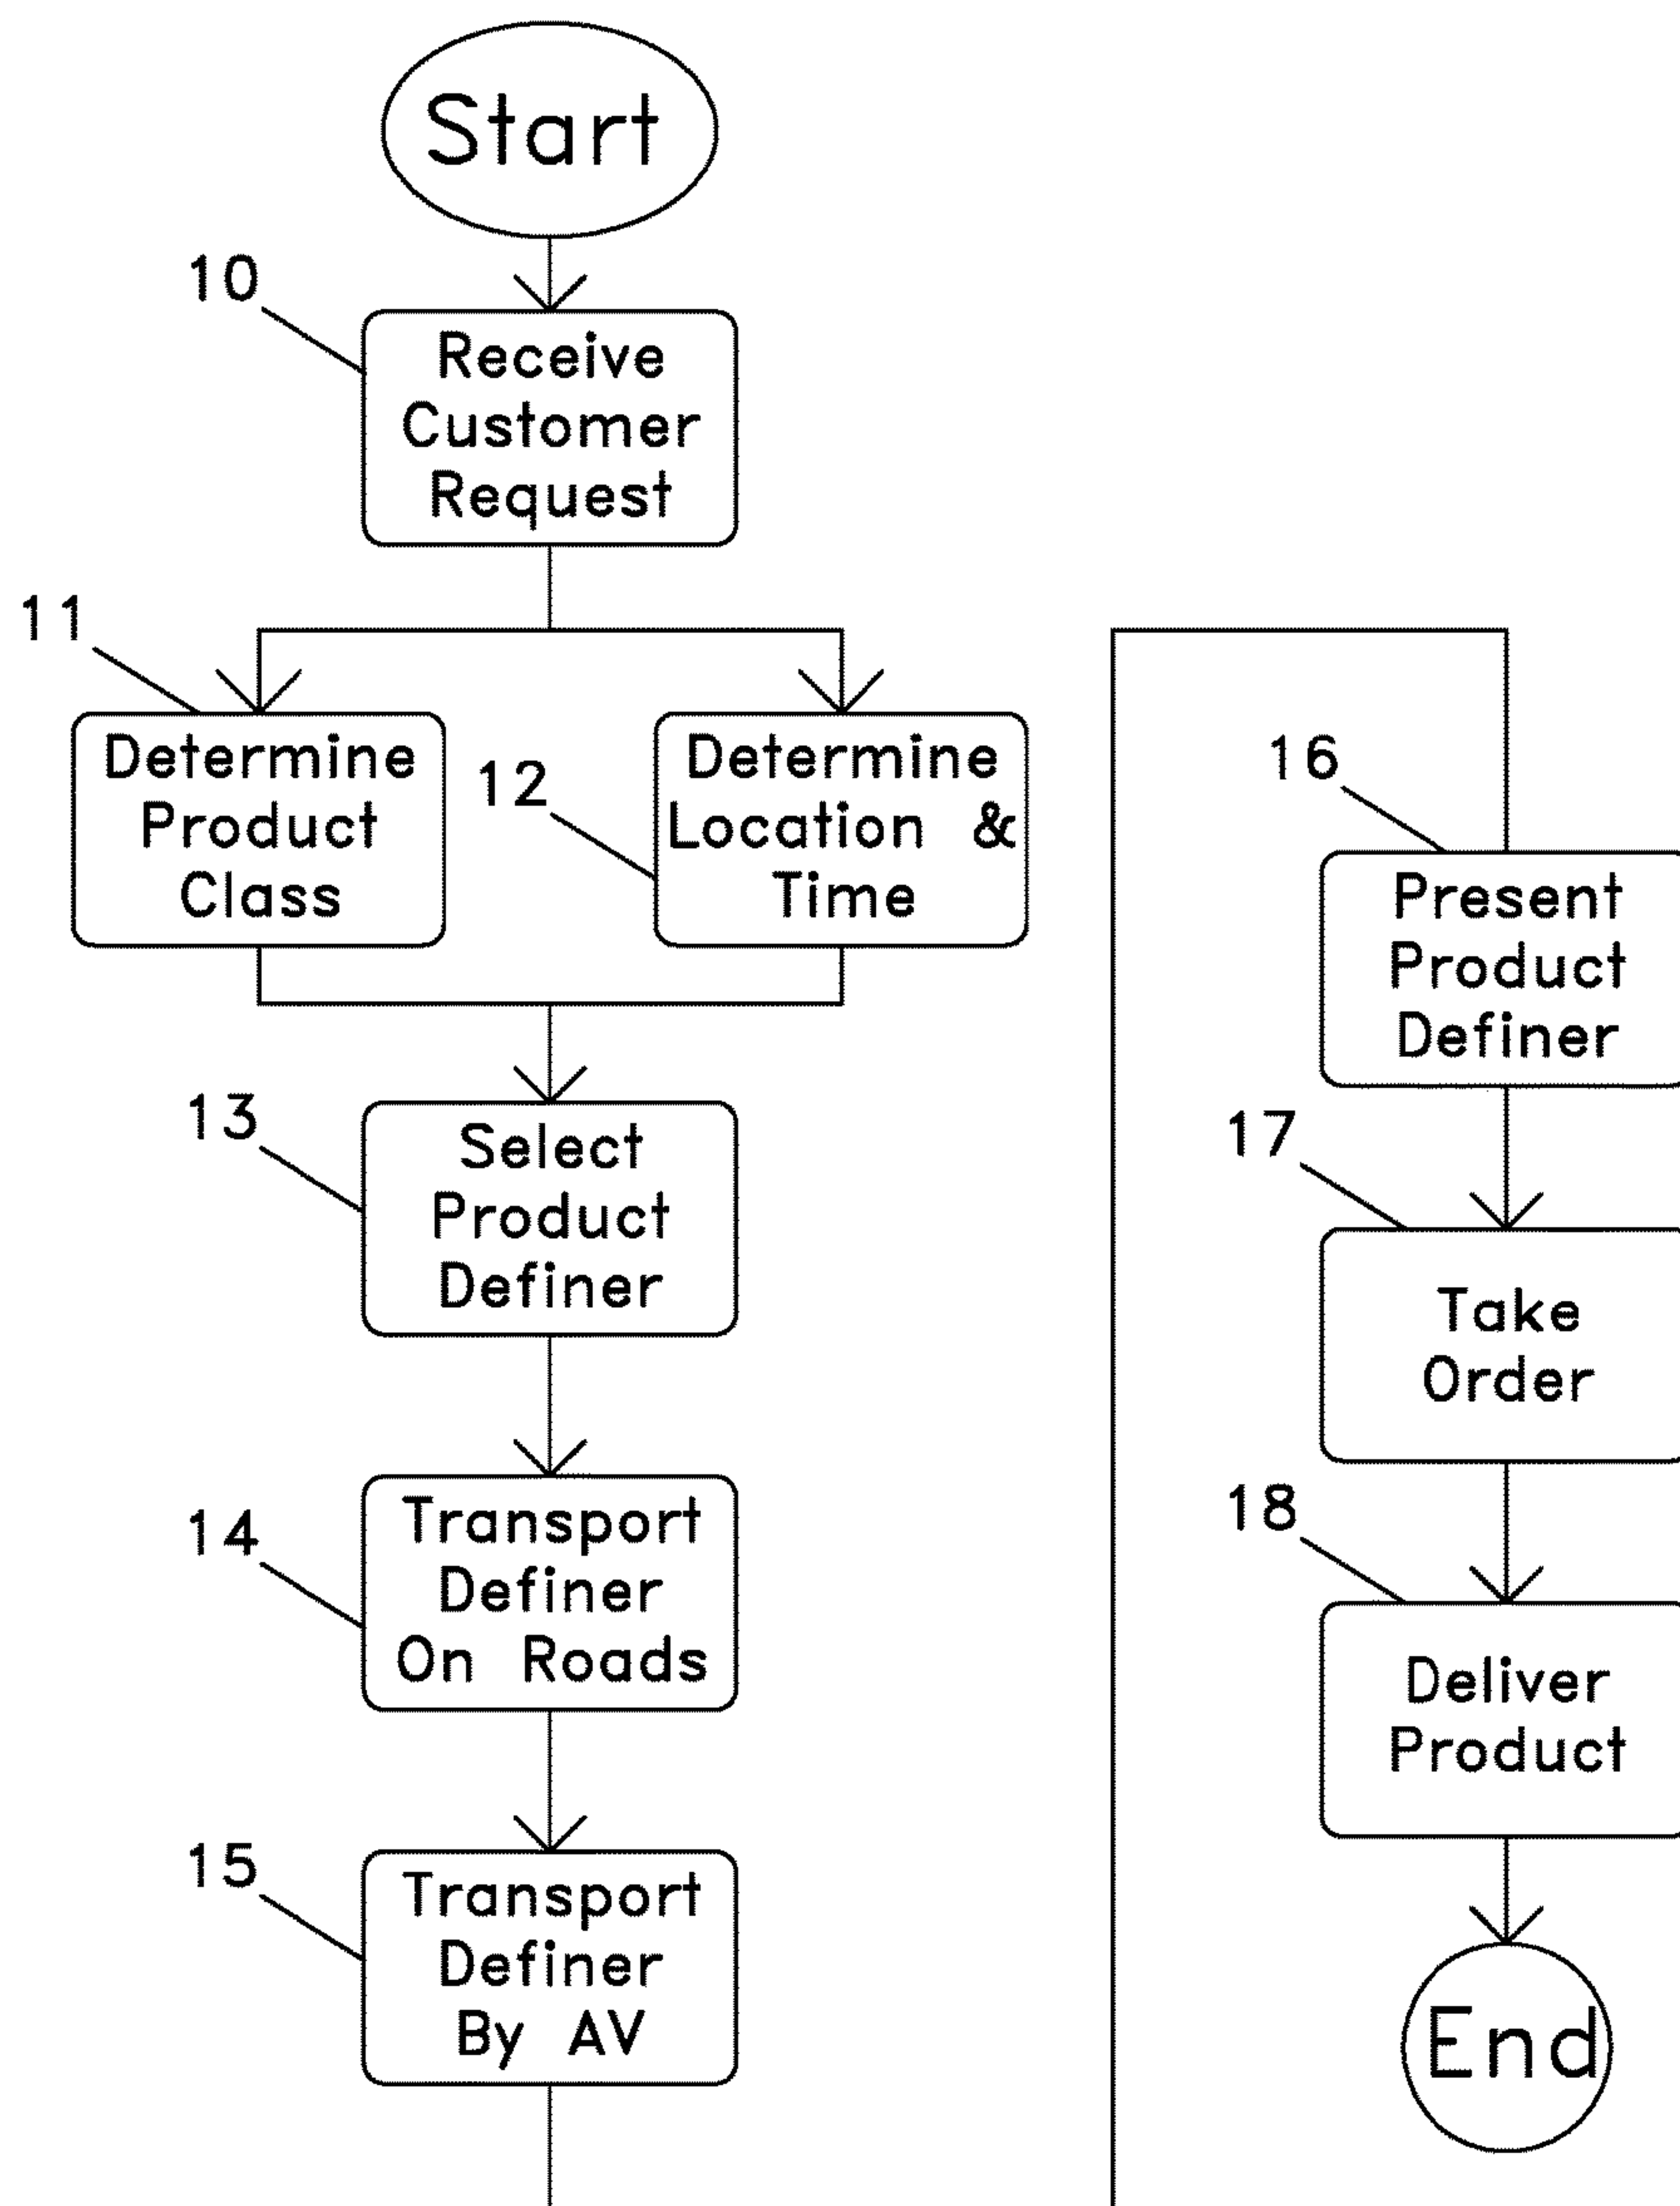 Start
10
Receive
Customer
Request
11
Determine
Product
Class
12
Determine
Location &
Time
13
Select
Product
Definer
14
Transport
Definer
On Roads
15
Transport
Definer
By AV
16
Present
Product
Definer
17
Take
Order
18
Deliver
Product
End